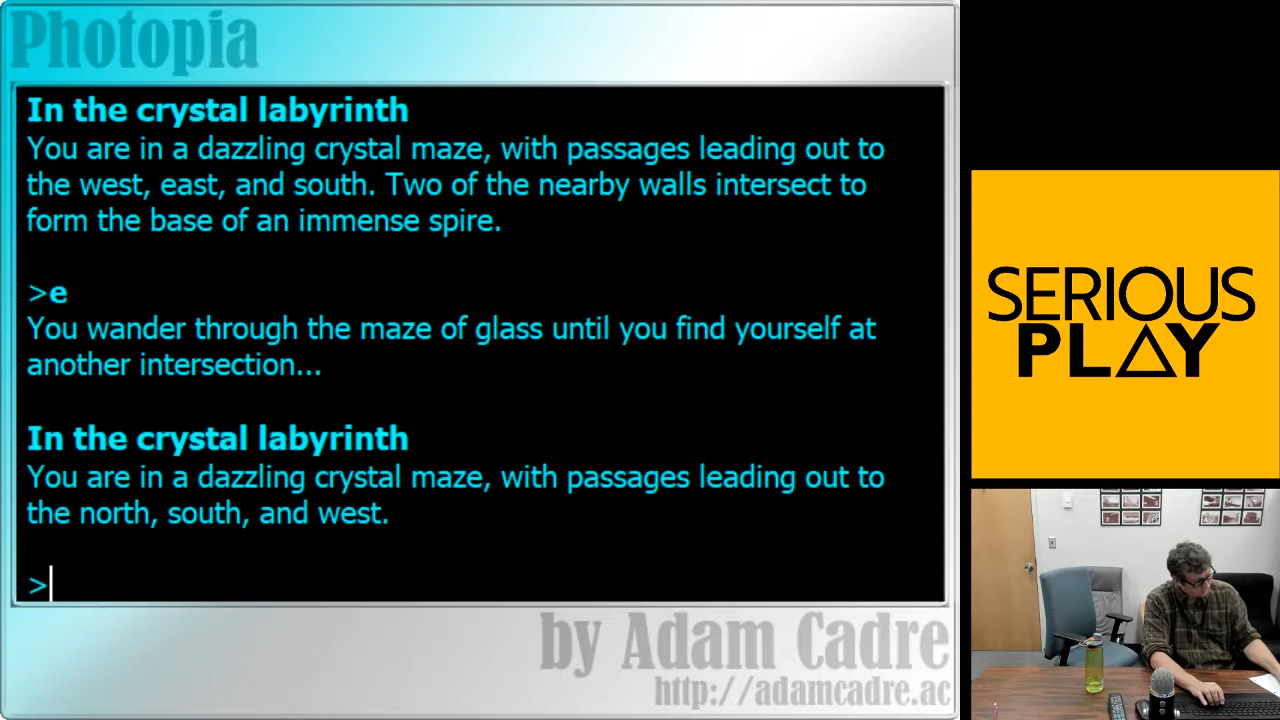 Photopia
In the crystal labyrinth
You are in a dazzling crystal maze, with passages leading out to
the west, east, and south. Two of the nearby walls intersect to
form the base of an immense spire.
>e
You wander through the maze of glass until you find yourself at
another intersection...
In the crystal labyrinth
You are in a dazzling crystal maze, with passages leading out to
the north, south, and west.
>
by Adam Cadre
http://adamcadre.ac
SERIOUS
PLAY